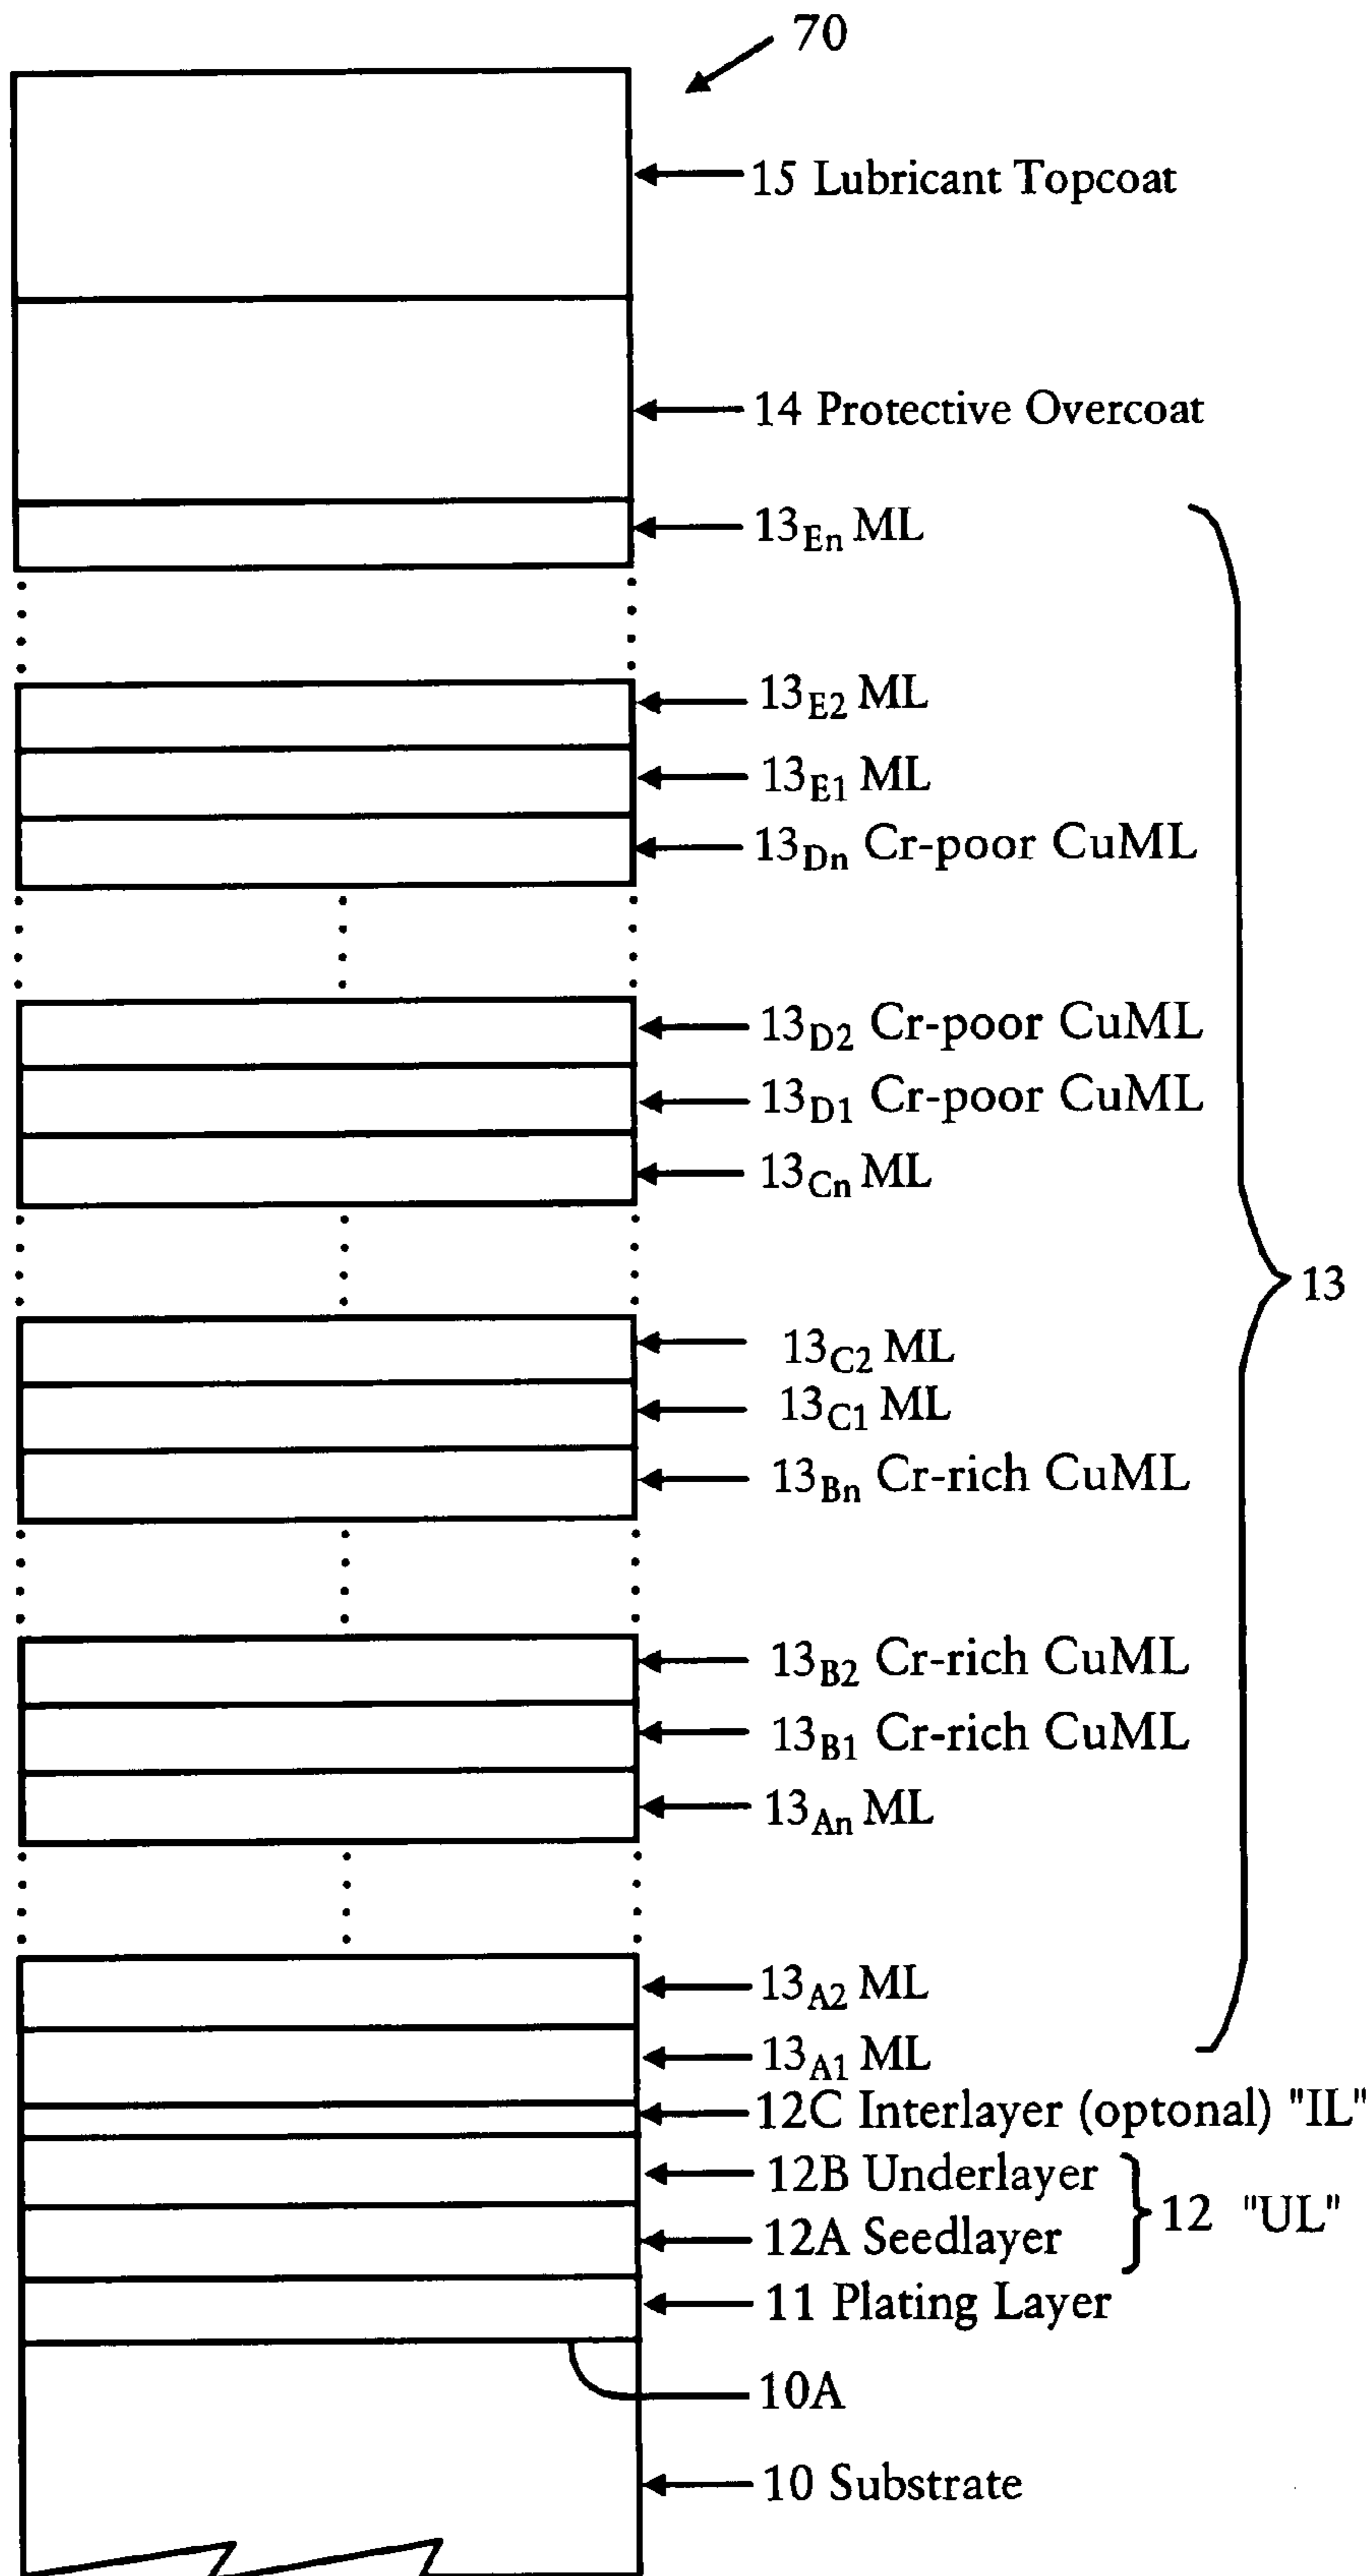 70
15 Lubricant Topcoat
14 Protective Overcoat
13En ML
13E2 ML
13E1 ML
13Dn Cr-poor CuML
13D2 Cr-poor CuML
13D1 Cr-poor CuML
13Cn ML
13
13C2 ML
13C1 ML
13Bn Cr-rich CuML
13B2 Cr-rich CuML
13B1 Cr-rich CuML
13An ML
13A2 ML
13A1 ML
12C Interlayer (optonal) "IL"
12B Underlayer
12 "UL"
12A Seedlayer
11 Plating Layer
10A
10 Substrate